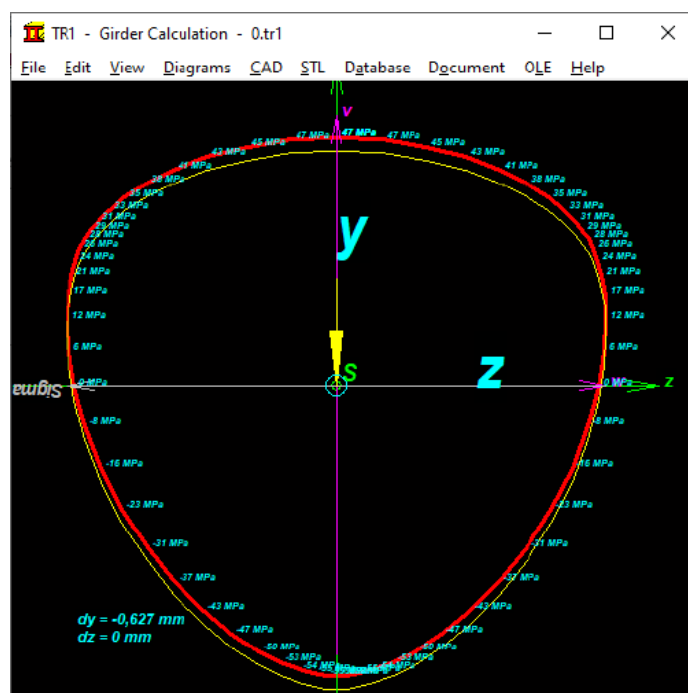 TR1 - Girder Calculation - 0.tr1
File Edit View Diagrams CAD STL Database Document OLE Help
v
45 MPa 47 MPa 47 MPa 47 MPa 45 MPa
43 MPa 43 MPa
41 MPa 41 MPa
38 MPa 38 MPa
35 MPa 35 MPa
33 MPa 33 MPa
31 MPa 31 MPa
29 MPa 29 MPa
28 MPa 28 MPa
26 MPa 26 MPa
24 MPa 24 MPa
21 MPa 21 MPa
y
17 MPa 17 MPa
12 MPa 12 MPa
6 MPa 6 MPa
S
z
Sigma 0 MPa 0 MPa z
-8 MPa -8 MPa
-16 MPa -16 MPa
-23 MPa -23 MPa
-31 MPa -31 MPa
-37 MPa -37 MPa
-43 MPa -43 MPa
dy = -0,627 mm
-47 MPa -47 MPa
dz = 0 mm
-50 MPa -50 MPa
-53 MPa -53 MPa
-54 MPa -54 MPa